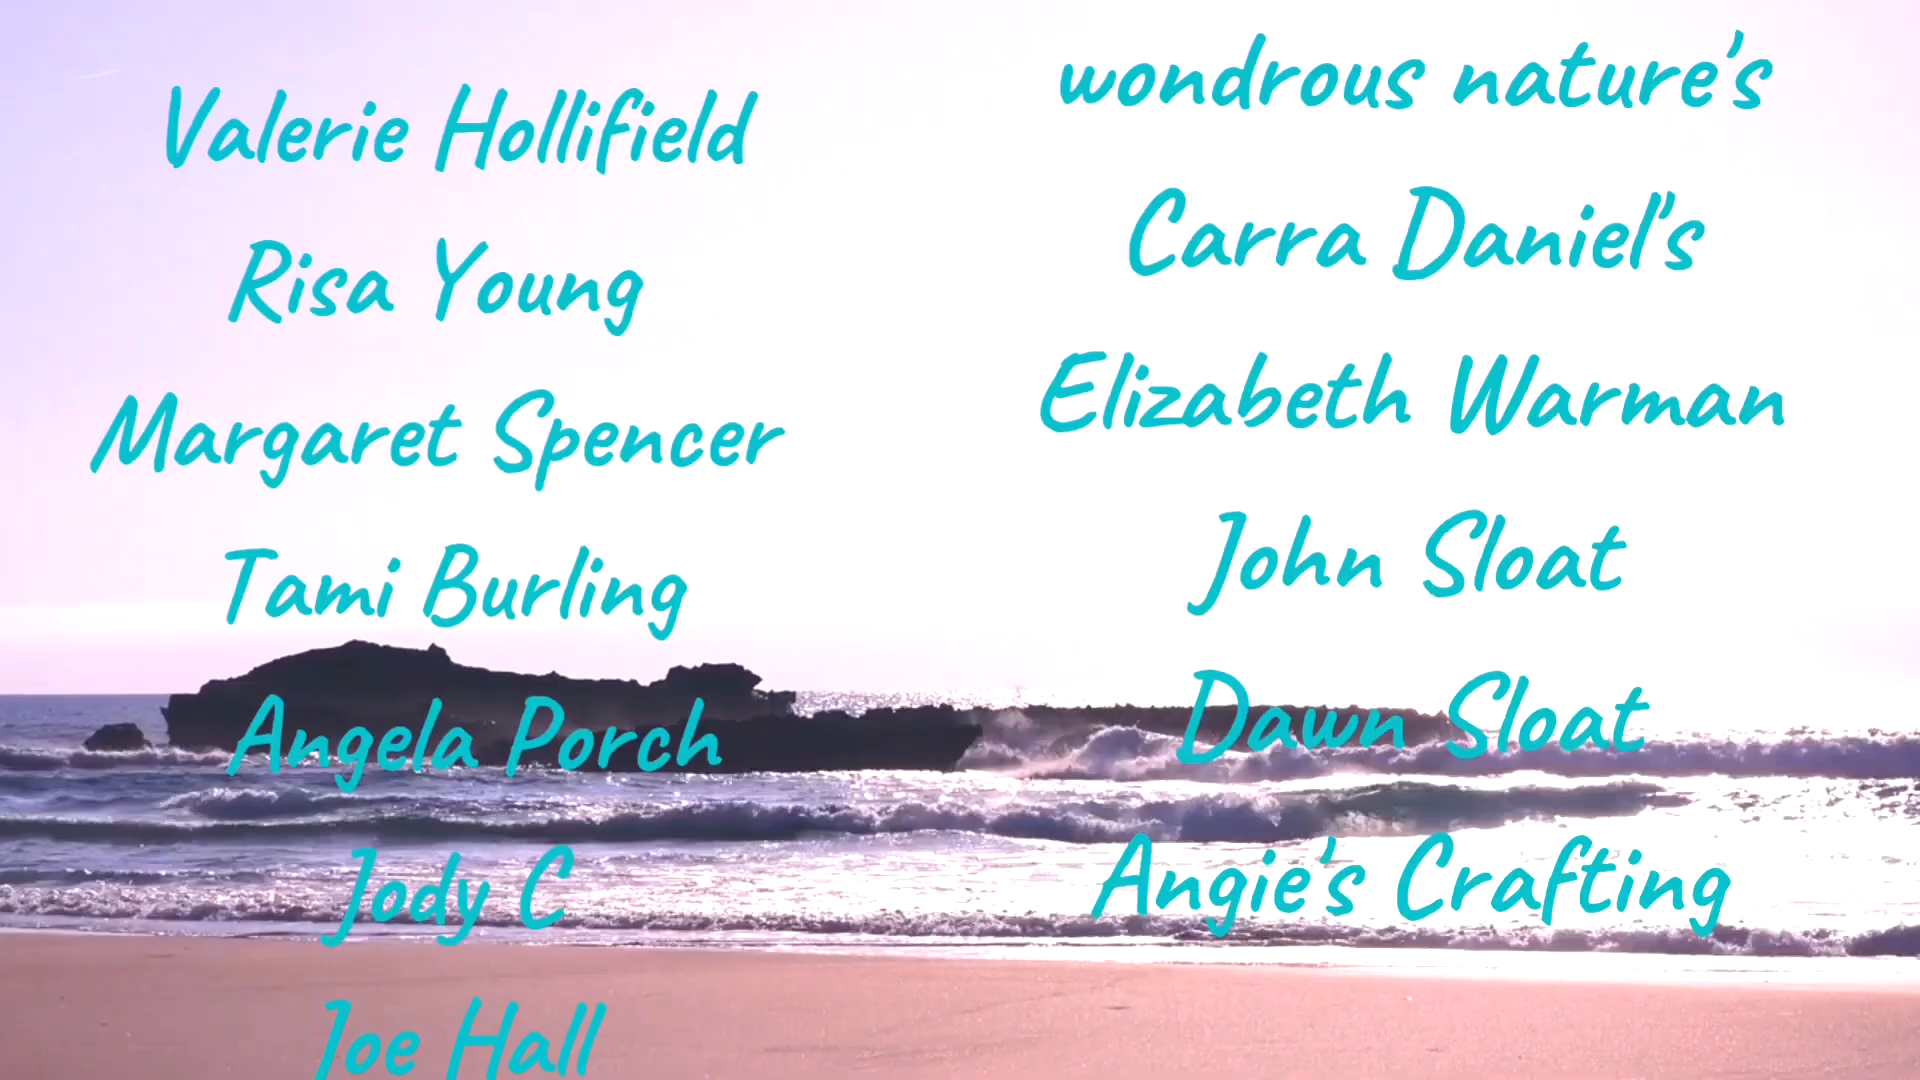 Valerie Hollifield
Risa Young
Margaret Spencer
Tami Burling
Angela Porch
Jody C
Joe Hall
wondrous nature's
Carra Daniel's
Elizabeth Warman
John Sloat
Dawn Sloat
Angie's Crafting